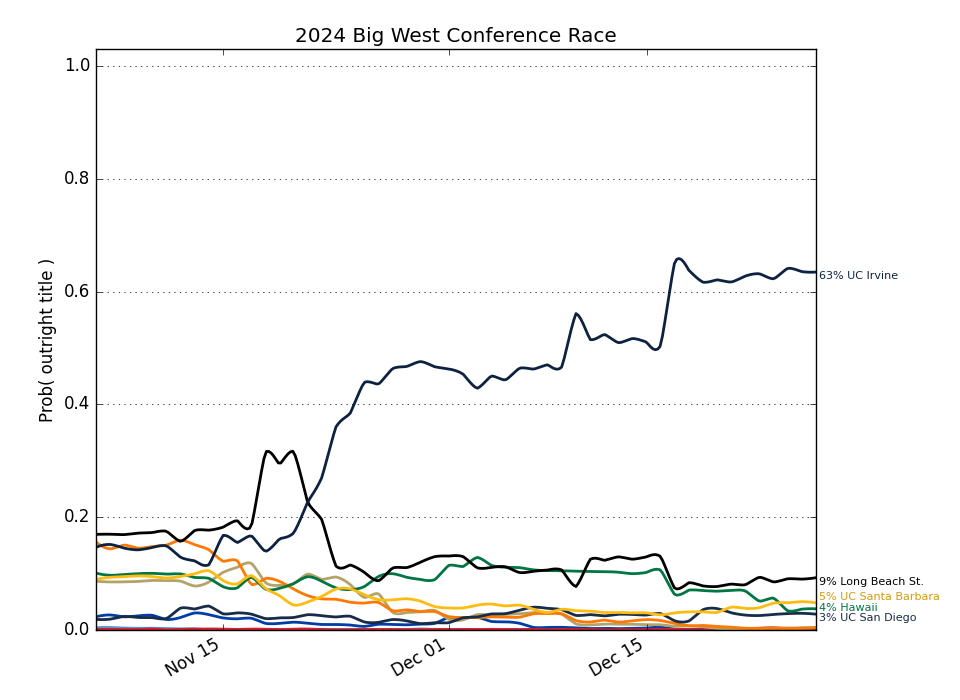 2024 Big West Conference Race
Prob( outright title )
1.0
0.8
0.6
0.4
0.2
0.0
Nov 15
Dec 01
Dec 15
63% UC Irvine
9% Long Beach St.
5% UC Santa Barbara
4% Hawaii
3% UC San Diego